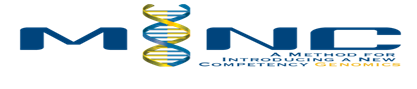 MINC
A METHOD FOR
INTRODUCING A NEW
COMPETENCY GENOMICS